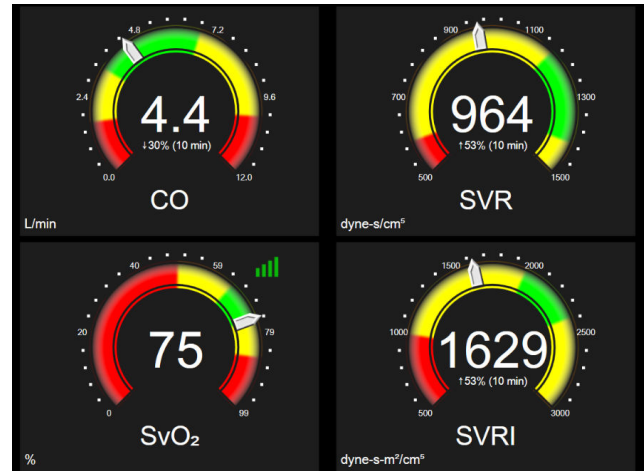 4.8
7.2
2.4
9.6
4.4
↓30% (10 min)
0.0
12.0
CO
L/min
900
1100
700
1300
964
↑53% (10 min)
500
1500
SVR
dyne-s/cm⁵
40
59
20
79
75
0
99
SvO₂
%
1500
2000
1000
2500
1629
↑53% (10 min)
500
3000
SVRI
dyne-s-m²/cm⁵